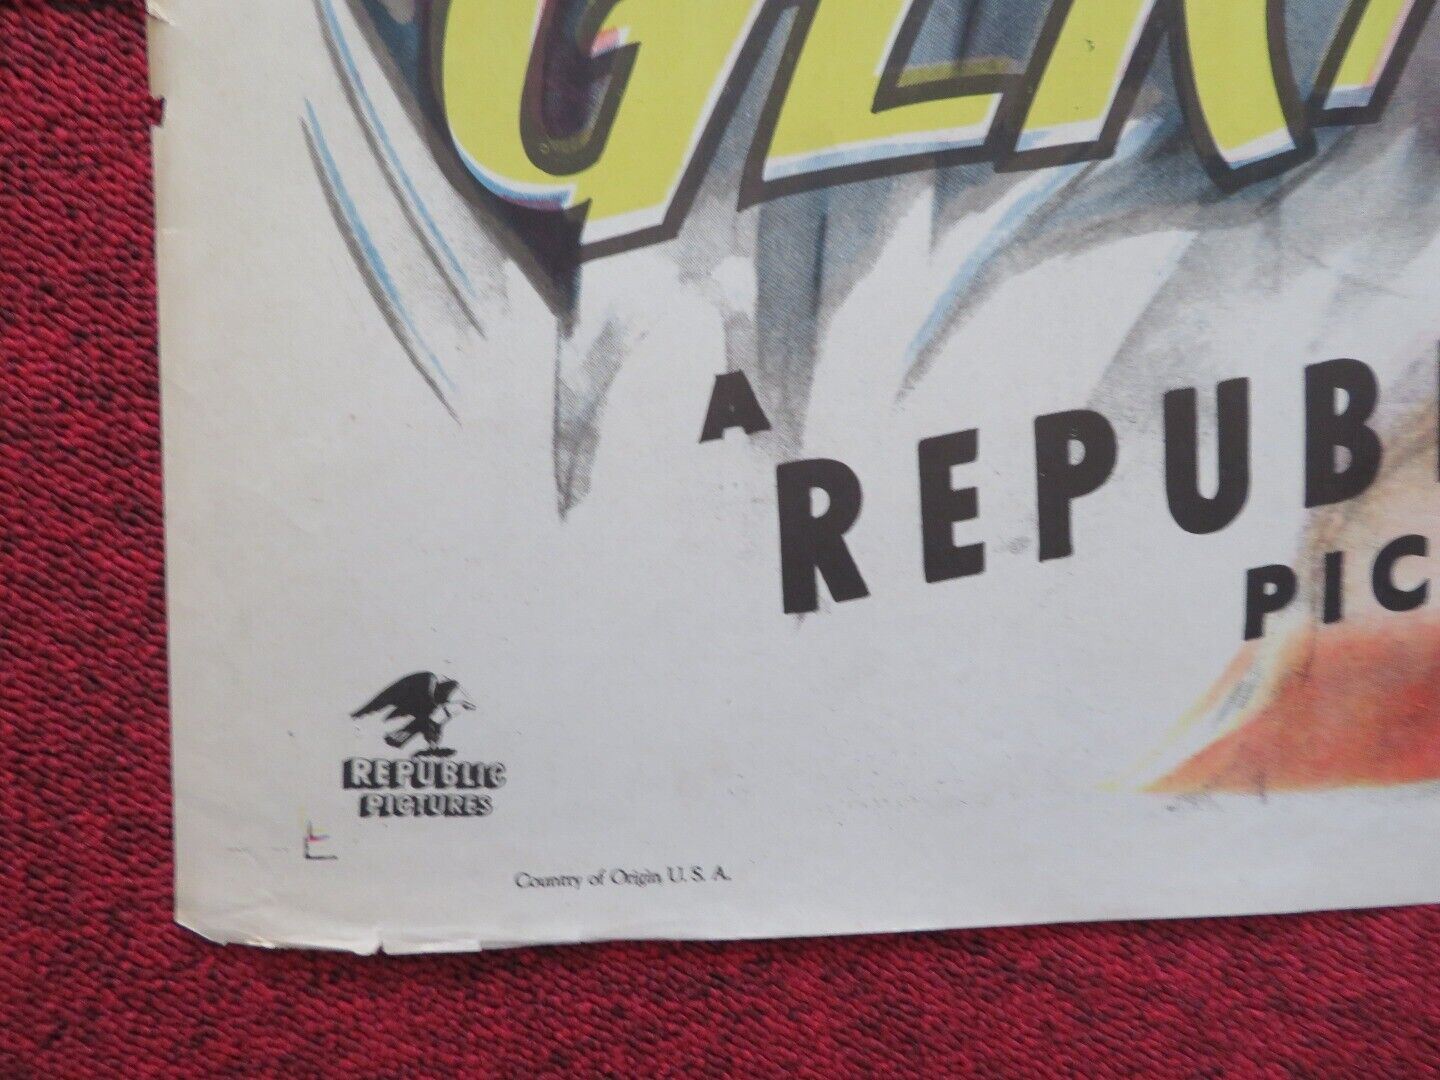 A
REPUB
PIC
REPUBLIC
PICTURES
Country of Origin U. S. A.